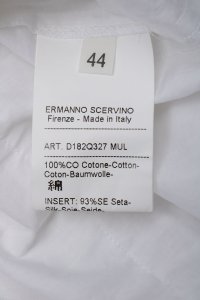 44
ERMANNO SCERVINO
Firenze - Made in Italy
ART. D182Q327 MUL
100%CO Cotone-Cotton-
Coton-Baumwolle-
綿
INSERT: 93%SE Seta-
Silk-Soie-Seide-